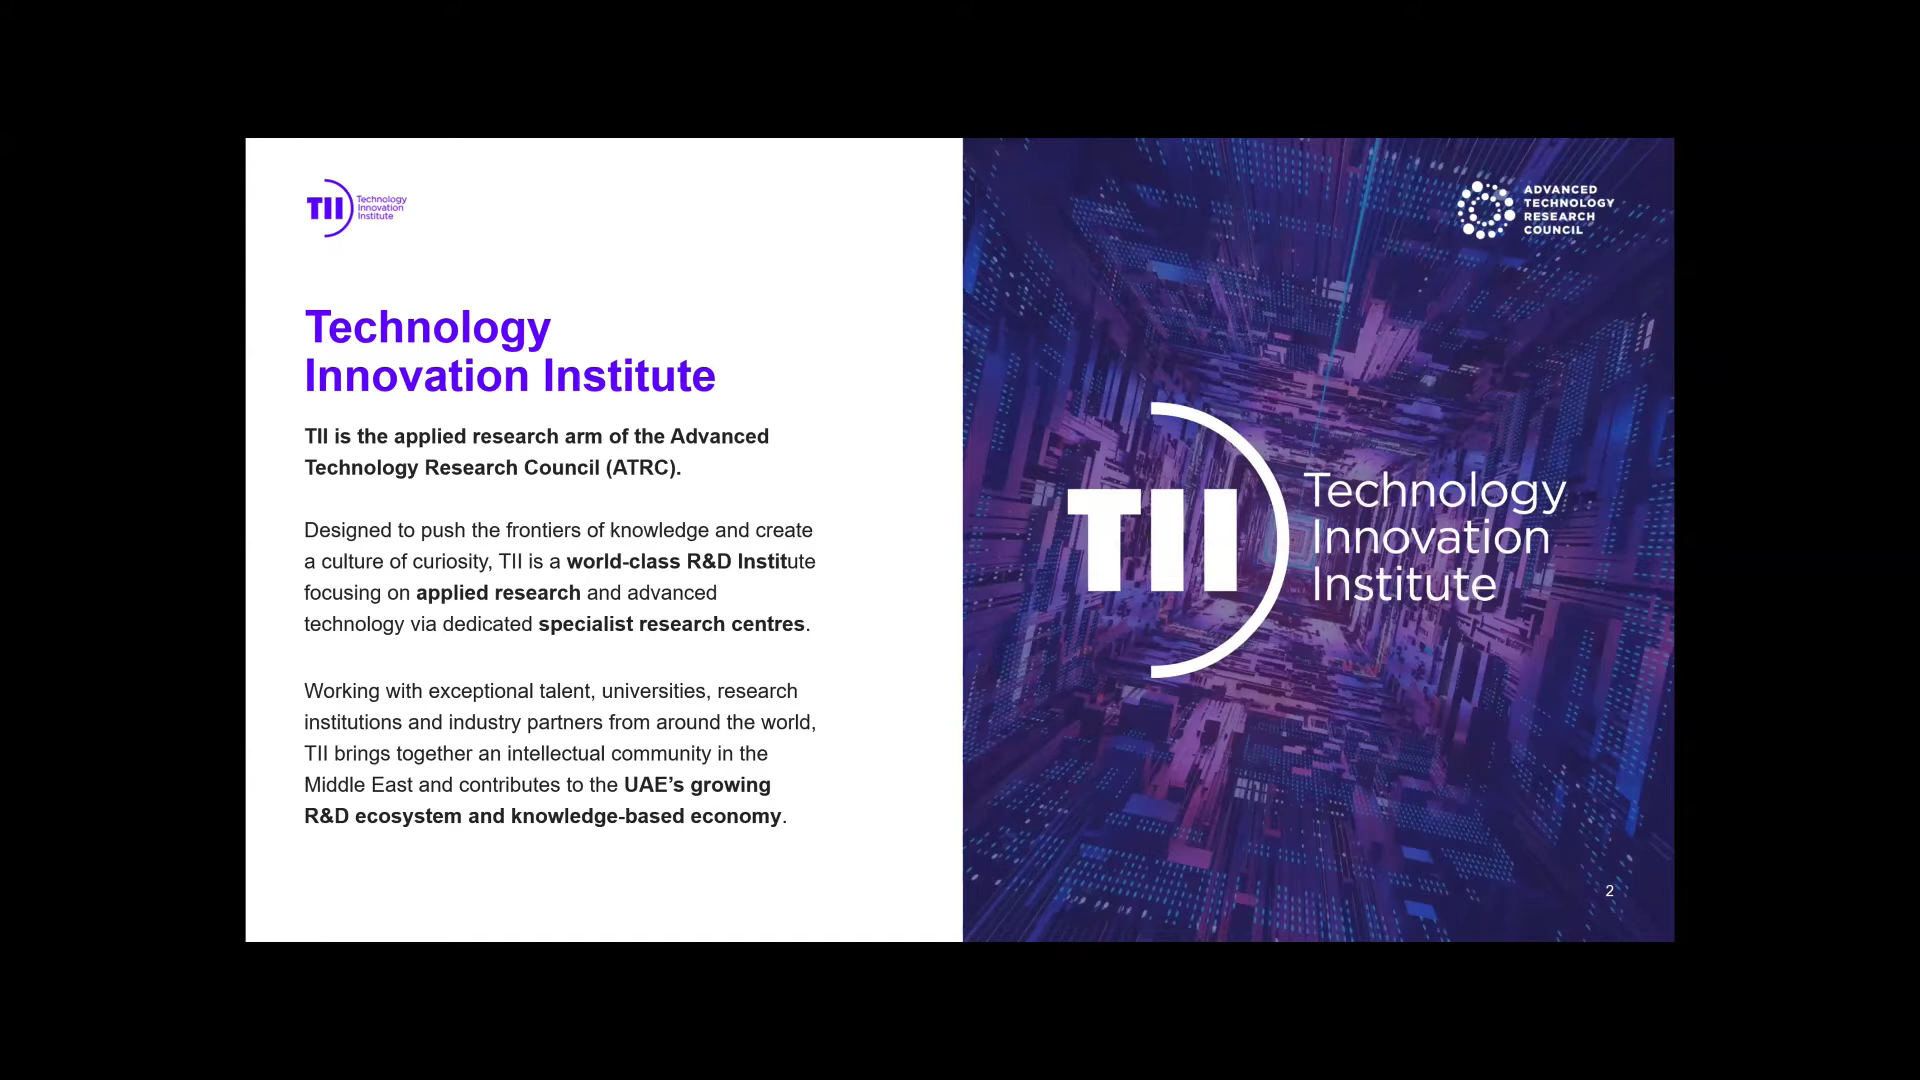 TII
Technology
Innovation
Institute
Technology
Innovation Institute
TII is the applied research arm of the Advanced
Technology Research Council (ATRC).
Designed to push the frontiers of knowledge and create
a culture of curiosity, TII is a world-class R&D Institute
focusing on applied research and advanced
technology via dedicated specialist research centres.
Working with exceptional talent, universities, research
institutions and industry partners from around the world,
TII brings together an intellectual community in the
Middle East and contributes to the UAE’s growing
R&D ecosystem and knowledge-based economy.
ADVANCED
TECHNOLOGY
RESEARCH
COUNCIL
TII
Technology
Innovation
Institute
2